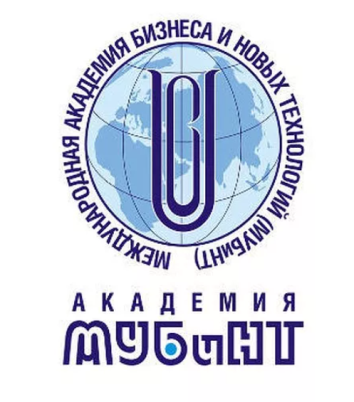 МЕЖДУНАРОДНАЯ АКАДЕМИЯ БИЗНЕСА И НОВЫХ ТЕХНОЛОГИЙ (МУБиНТ)
АКАДЕМИЯ
МУБиНТ